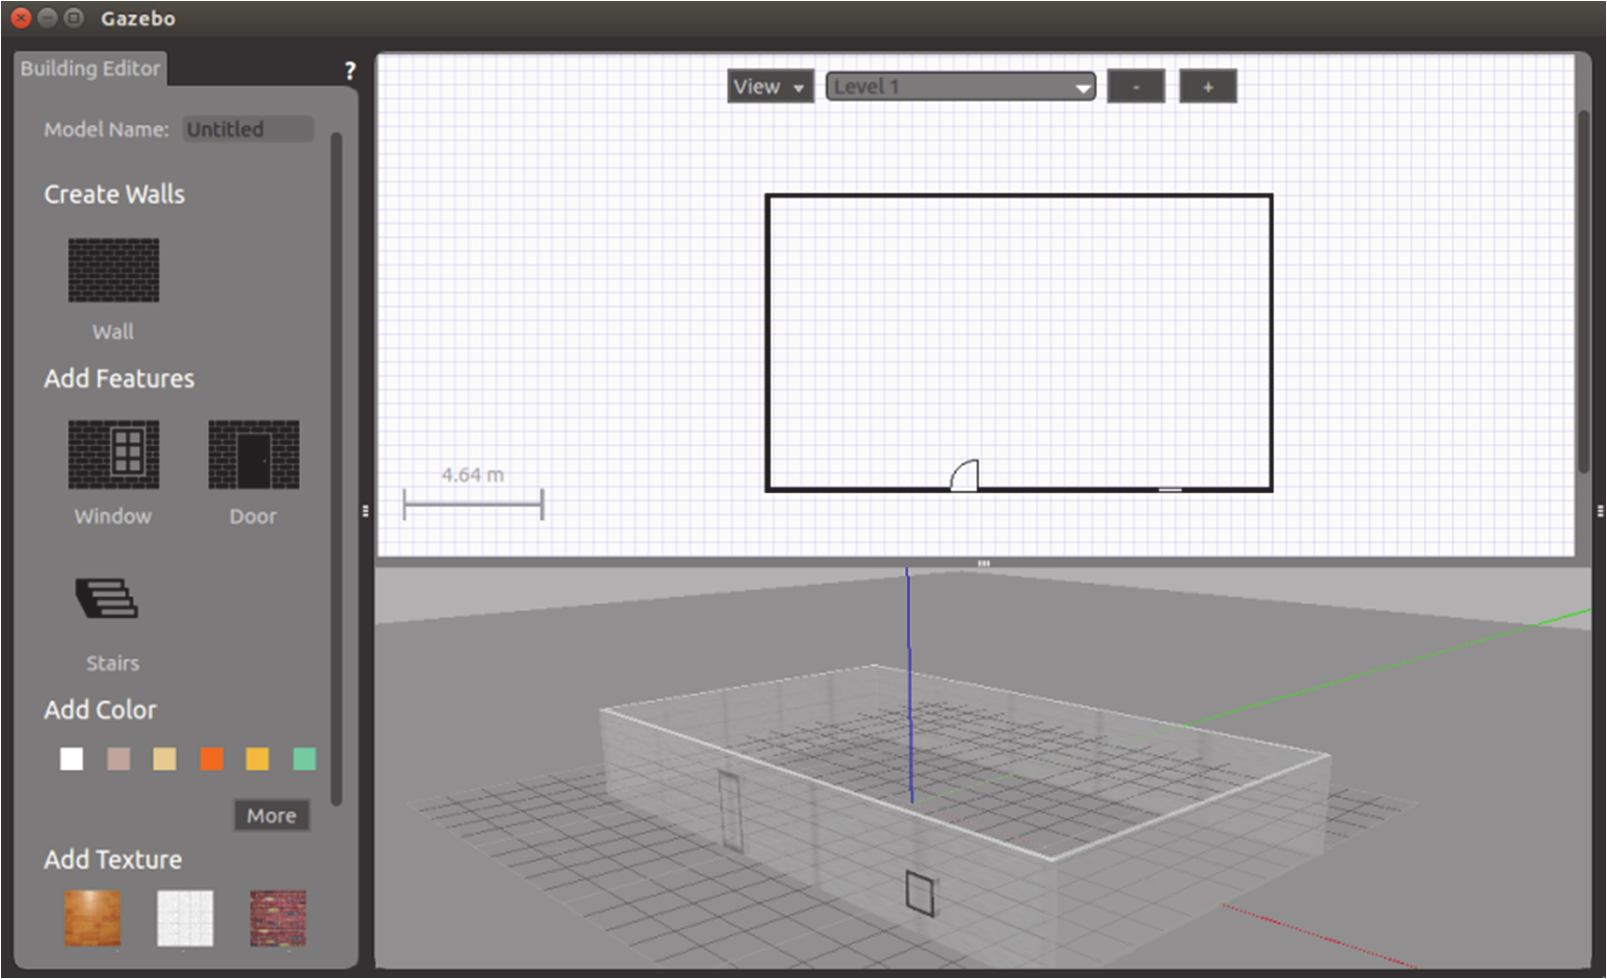 Gazebo
Building Editor
?
Model Name: Untitled
Create Walls
Wall
Add Features
Window Door
Stairs
Add Color
More
Add Texture
View Level 1 - +
4.64 m